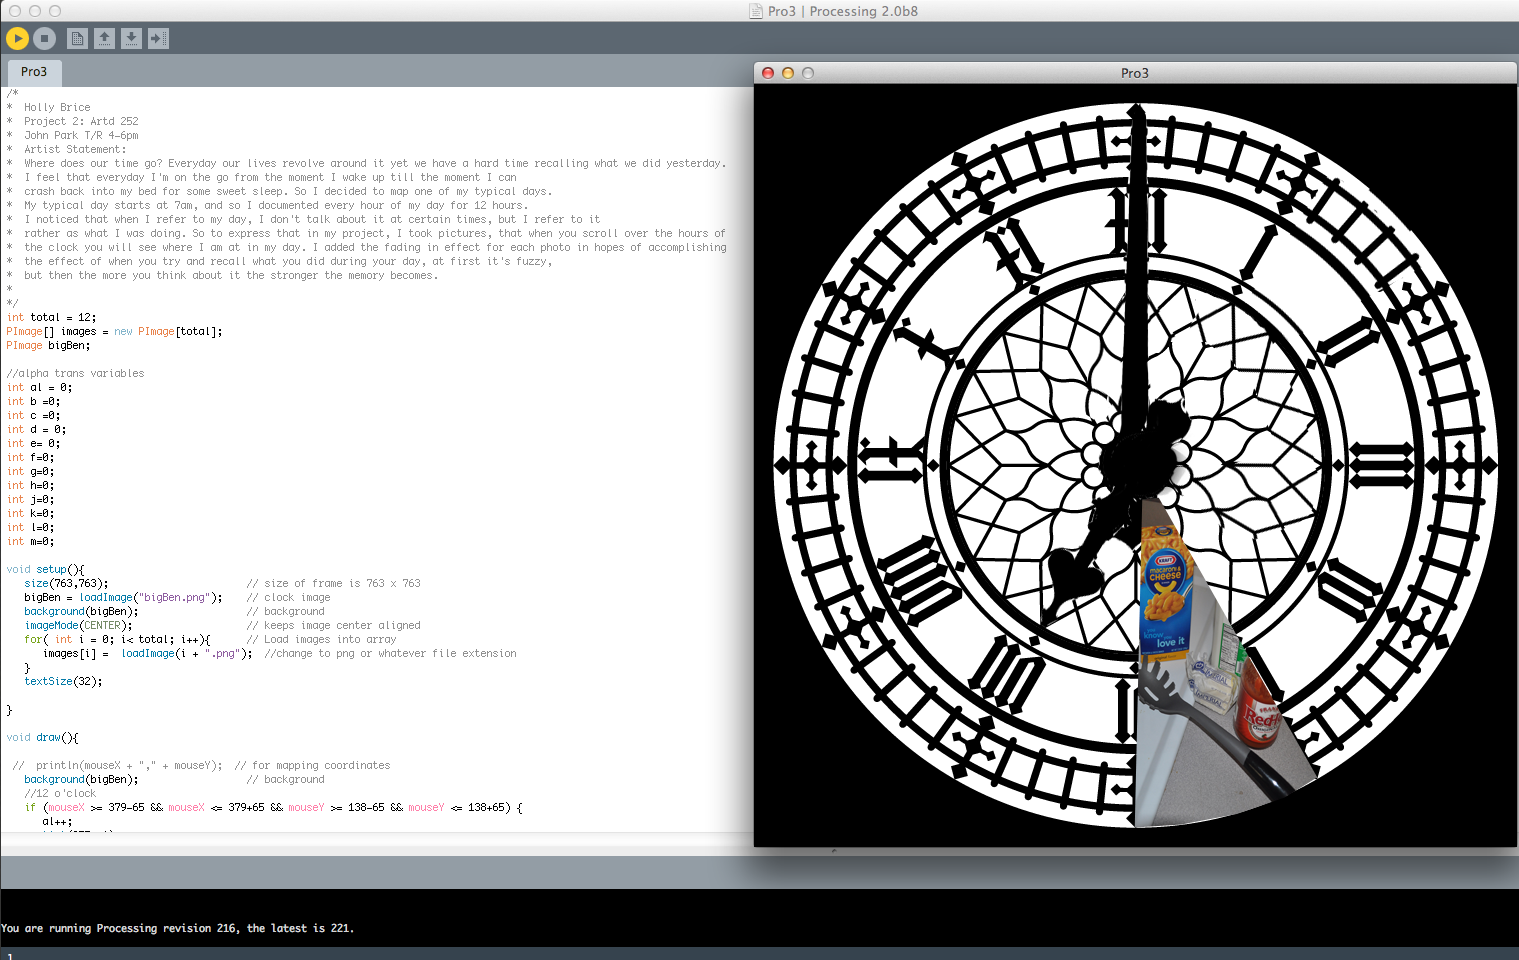 Pro3 | Processing 2.0b8
Pro3
/*
*  Holly Brice
*  Project 2: Artd 252
*  John Park T/R 4-6pm
*  Artist Statement:
*  Where does our time go? Everyday our lives revolve around it yet we have a hard time recalling what we did yesterday.
*  I feel that everyday I'm on the go from the moment I wake up till the moment I can
*  crash back into my bed for some sweet sleep. So I decided to map one of my typical days.
*  My typical day starts at 7am, and so I documented every hour of my day for 12 hours.
*  I noticed that when I refer to my day, I don't talk about it at certain times, but I refer to it
*  rather as what I was doing. So to express that in my project, I took pictures, that when you scroll over the hours of
*  the clock you will see where I am at in my day. I added the fading in effect for each photo in hopes of accomplishing
*  the effect of when you try and recall what you did during your day, at first it's fuzzy,
*  but then the more you think about it the stronger the memory becomes.
*
*/
int total = 12;
PImage[] images = new PImage[total];
PImage bigBen;
//alpha trans variables
int al = 0;
int b =0;
int c =0;
int d = 0;
int e= 0;
int f=0;
int g=0;
int h=0;
int j=0;
int k=0;
int l=0;
int m=0;
void setup(){
size(763,763); // size of frame is 763 x 763
bigBen = loadImage("bigBen.png"); // clock image
background(bigBen); // background
imageMode(CENTER); // keeps image center aligned
for( int i = 0; i< total; i++){ // Load images into array
images[i] =  loadImage(i + ".png");  //change to png or whatever file extension
}
textSize(32);
}
void draw(){
//  println(mouseX + "," + mouseY);  // for mapping coordinates
background(bigBen); // background
//12 o'clock
if (mouseX >= 379-65 && mouseX <= 379+65 && mouseY >= 138-65 && mouseY <= 138+65) {
al++;
Pro3
KRAFT
macaroni &
CHEESE
you
know
you
love it
IMPERIAL
RedHot
You are running Processing revision 216, the latest is 221.
1